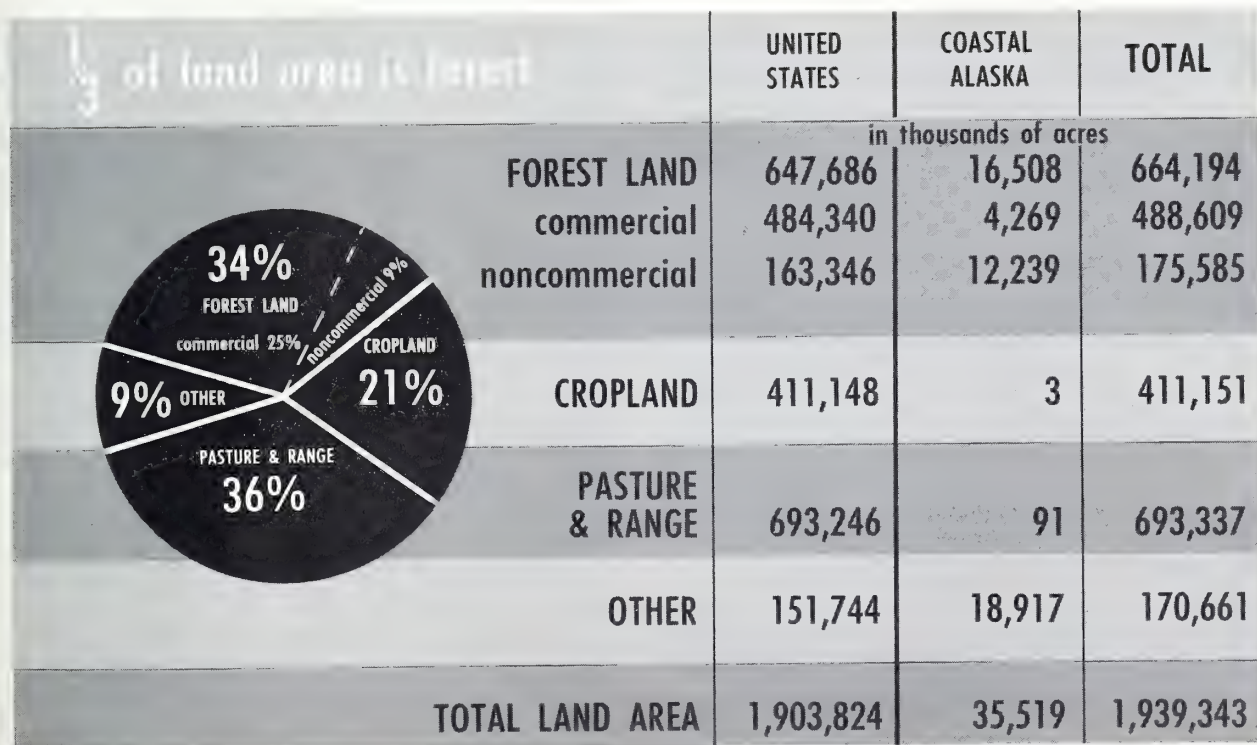 1/3 of land area is forest
UNITED STATES COASTAL ALASKA TOTAL
in thousands of acres
FOREST LAND 647,686 16,508 664,194
commercial 484,340 4,269 488,609
noncommercial 163,346 12,239 175,585
CROPLAND 411,148 3 411,151
PASTURE
& RANGE 693,246 91 693,337
OTHER 151,744 18,917 170,661
TOTAL LAND AREA 1,903,824 35,519 1,939,343
34%
FOREST LAND
commercial 25%
noncommercial 9%
CROPLAND
21%
9% OTHER
PASTURE & RANGE
36%